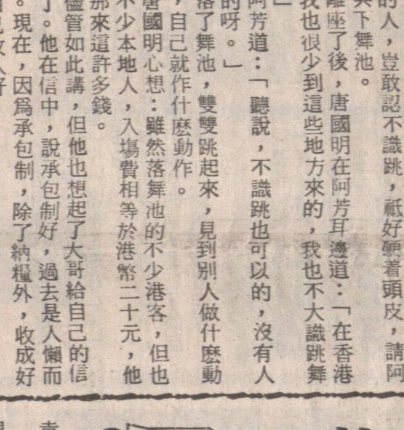 的人，豈敢認不識跳，祇好硬着頭皮，請阿
共下舞池。
離座了後，唐國明在阿芳耳邊道：「在香港
我也很少到這些地方來的，我也不大識跳舞
」
阿芳道：「聽說，不識跳也可以的，沒有人
的呀。」
落了舞池，雙雙跳起來，見到別人做什麼動
，自己就作什麼動作。
唐國明心想：雖然落舞池的不少港客，但也
不少本地人，入場費相等於港幣二十元，他
那來這許多錢。
儘管如此講，但他也想起了大哥給自己的信
了。他在信中，說承包制好，過去是人懶而
。現在，因爲承包制，除了納糧外，收成好